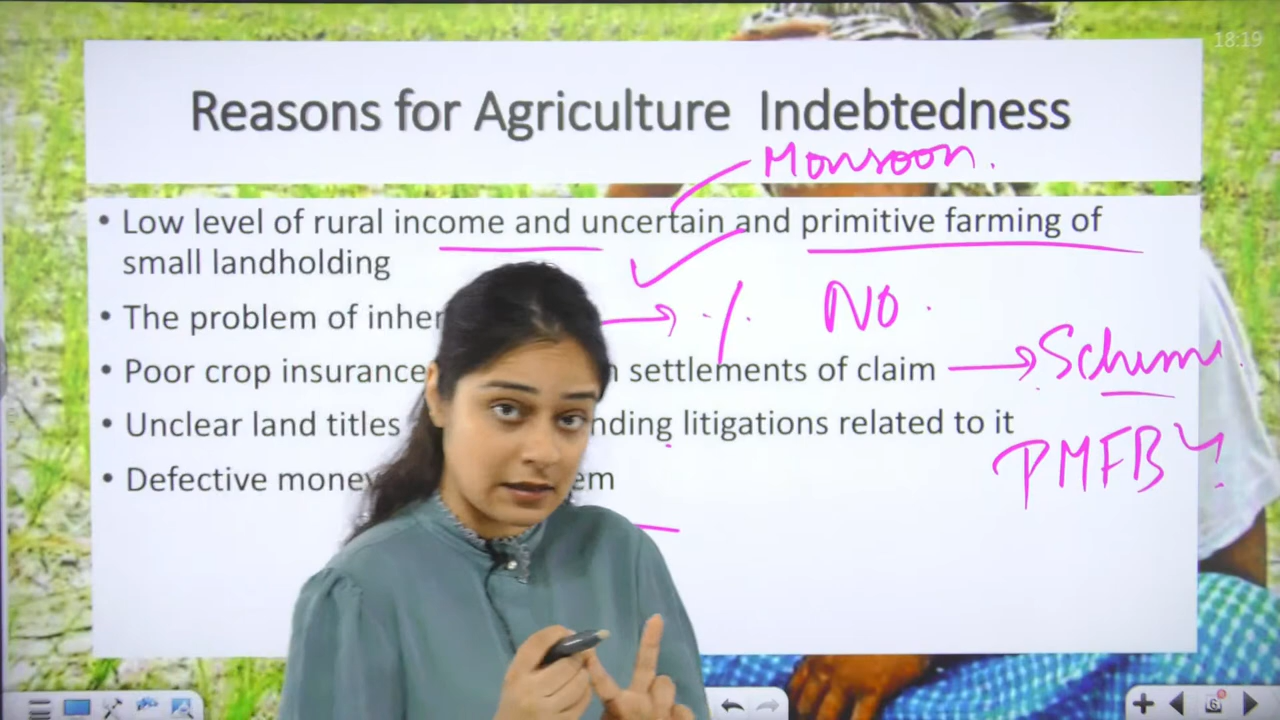 18:19
Reasons for Agriculture Indebtedness
Monsoon.
• Low level of rural income and uncertain and primitive farming of
small landholding
• The problem of inher
NO.
• Poor crop insurance settlements of claim
Scheme.
• Unclear land titles nding litigations related to it
PMFBY.
• Defective money em
6